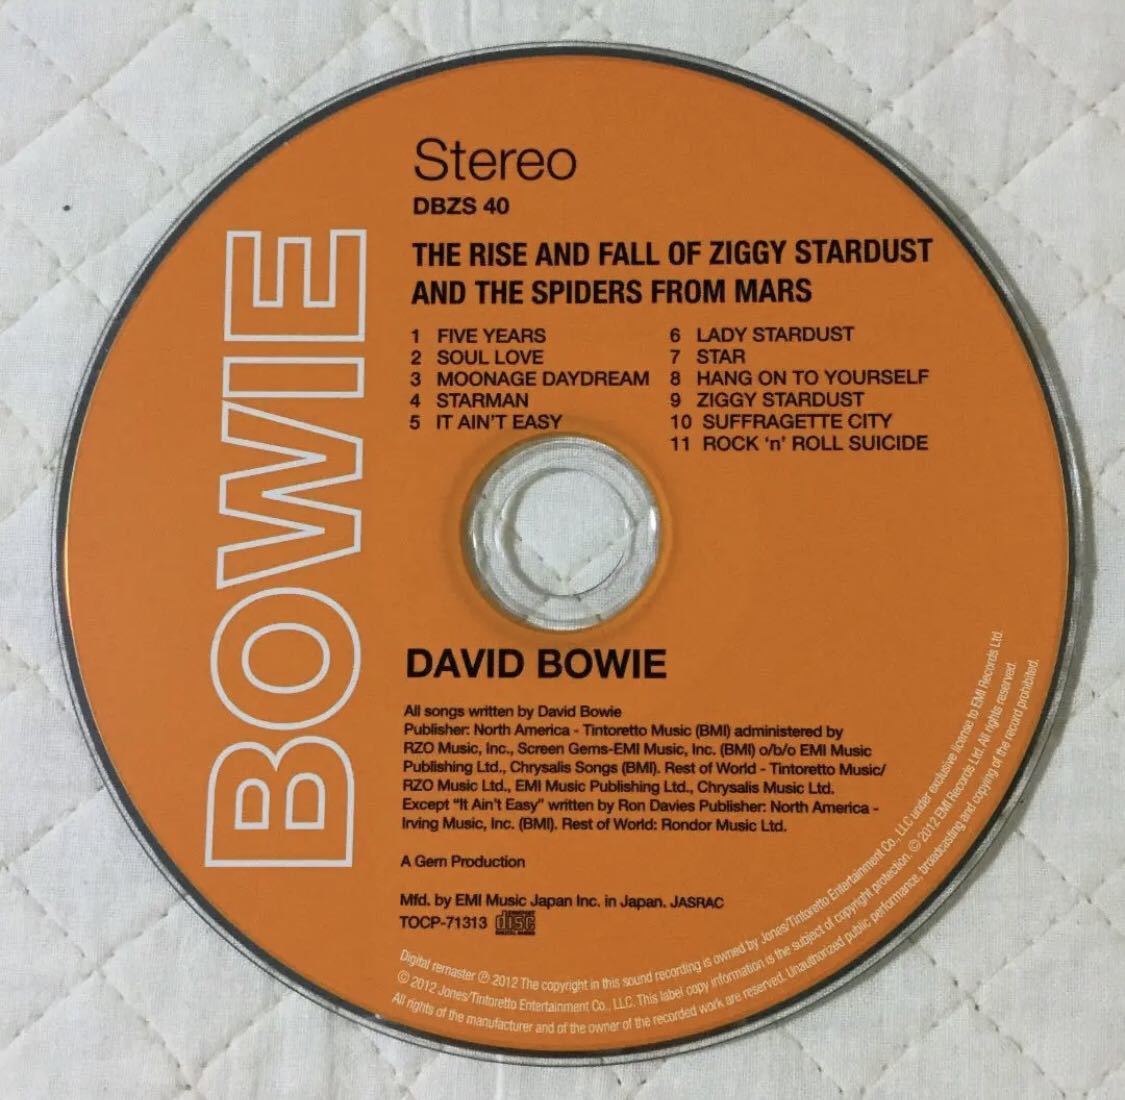 BOWIE
Stereo
DBZS 40
THE RISE AND FALL OF ZIGGY STARDUST
AND THE SPIDERS FROM MARS
1 FIVE YEARS
2 SOUL LOVE
3 MOONAGE DAYDREAM
4 STARMAN
5 IT AIN'T EASY
6 LADY STARDUST
7 STAR
8 HANG ON TO YOURSELF
9 ZIGGY STARDUST
10 SUFFRAGETTE CITY
11 ROCK 'n' ROLL SUICIDE
DAVID BOWIE
All songs written by David Bowie
Publisher: North America - Tintoretto Music (BMI) administered by
RZO Music, Inc., Screen Gems-EMI Music, Inc. (BMI) o/b/o EMI Music
Publishing Ltd., Chrysalis Songs (BMI). Rest of World - Tintoretto Music/
RZO Music Ltd., EMI Music Publishing Ltd., Chrysalis Music Ltd.
Except "It Ain't Easy" written by Ron Davies Publisher: North America -
Irving Music, Inc. (BMI). Rest of World: Rondor Music Ltd.
A Gem Production
Mfd. by EMI Music Japan Inc. in Japan. JASRAC
TOCP-71313 COMPACT disc DIGITAL AUDIO
Digital remaster ℗ 2012 The copyright in this sound recording is owned by Jones/Tintoretto Entertainment Co., LLC under exclusive license to EMI Records Ltd.
© 2012 Jones/Tintoretto Entertainment Co., LLC. This label copy information is the subject of copyright protection. © 2012 EMI Records Ltd. All rights reserved.
All rights of the manufacturer and of the owner of the recorded work are reserved. Unauthorized public performance, broadcasting and copying of the record prohibited.